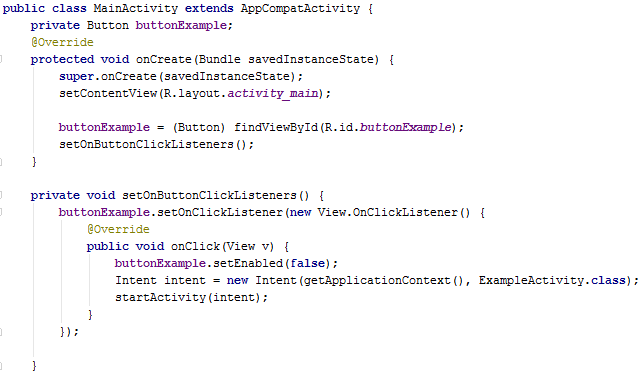 public class MainActivity extends AppCompatActivity {
    private Button buttonExample;
    @Override
    protected void onCreate(Bundle savedInstanceState) {
        super.onCreate(savedInstanceState);
        setContentView(R.layout.activity_main);

        buttonExample = (Button) findViewById(R.id.buttonExample);
        setOnButtonClickListeners();
    }

    private void setOnButtonClickListeners() {
        buttonExample.setOnClickListener(new View.OnClickListener() {
            @Override
            public void onClick(View v) {
                buttonExample.setEnabled(false);
                Intent intent = new Intent(getApplicationContext(), ExampleActivity.class);
                startActivity(intent);
            }
        });

    }